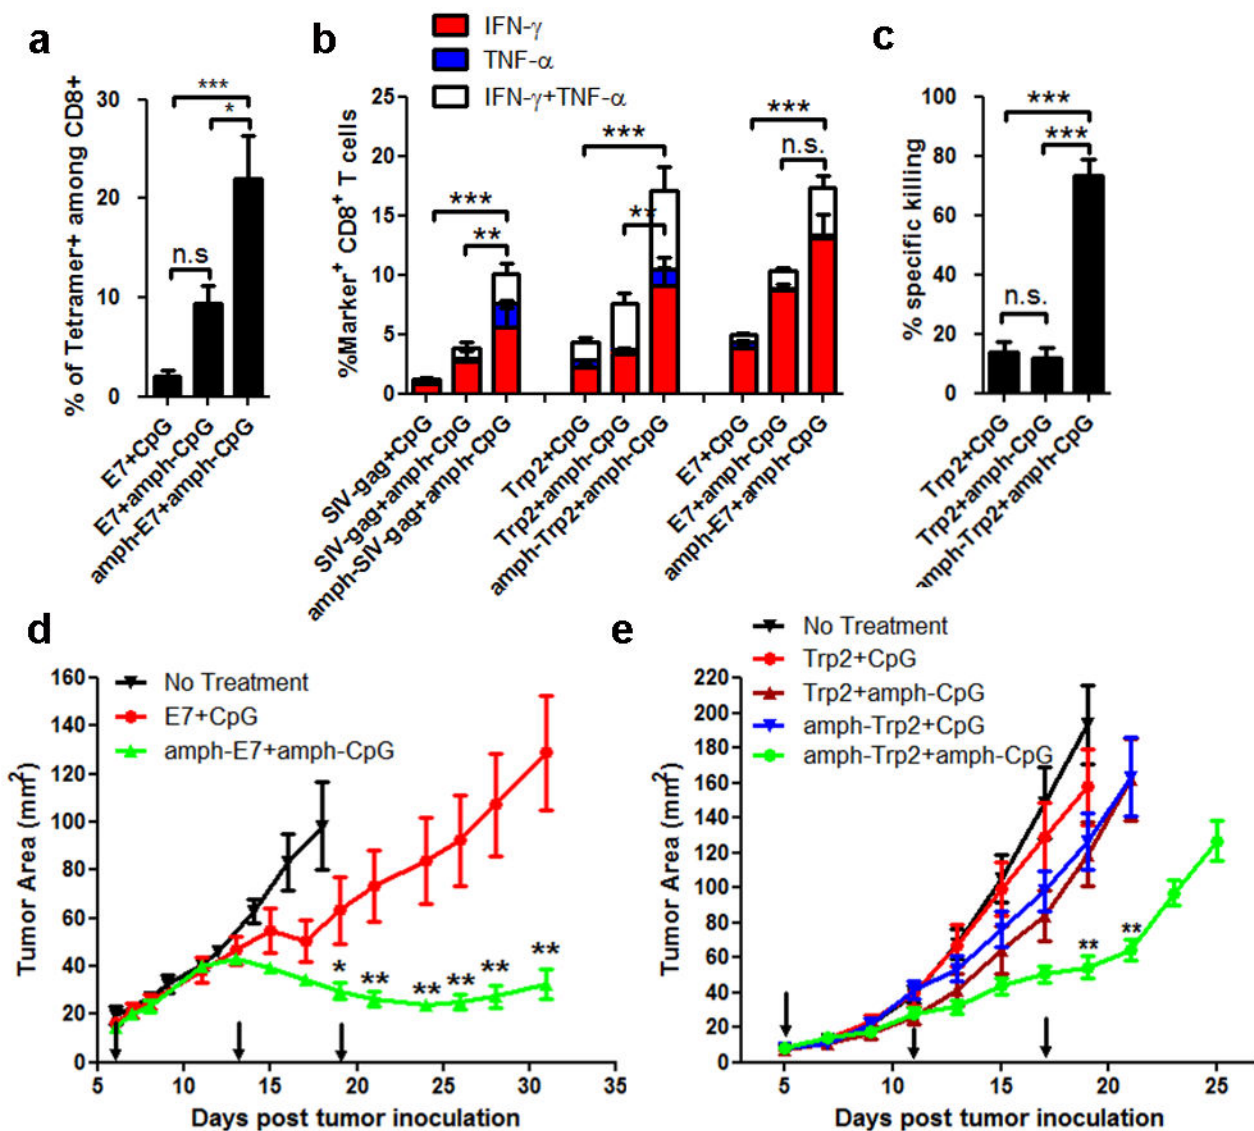 a
% of Tetramer+ among CD8+
30
20
10
0
***
*
n.s
E7+CpG
E7+amph-CpG
amph-E7+amph-CpG
b
IFN-γ
TNF-α
IFN-γ+TNF-α
%Marker⁺ CD8⁺ T cells
25
20
15
10
5
0
***
**
***
**
***
n.s.
SIV-gag+CpG
SIV-gag+amph-CpG
amph-SIV-gag+amph-CpG
Trp2+CpG
Trp2+amph-CpG
amph-Trp2+amph-CpG
E7+CpG
E7+amph-CpG
amph-E7+amph-CpG
c
% specific killing
100
80
60
40
20
0
***
***
n.s.
Trp2+CpG
Trp2+amph-CpG
amph-Trp2+amph-CpG
d
No Treatment
E7+CpG
amph-E7+amph-CpG
Tumor Area (mm²)
160
140
120
100
80
60
40
20
0
* ** ** ** ** **
5 10 15 20 25 30 35
Days post tumor inoculation
e
No Treatment
Trp2+CpG
Trp2+amph-CpG
amph-Trp2+CpG
amph-Trp2+amph-CpG
Tumor Area (mm²)
220
200
180
160
140
120
100
80
60
40
20
0
** **
5 10 15 20 25
Days post tumor inoculation